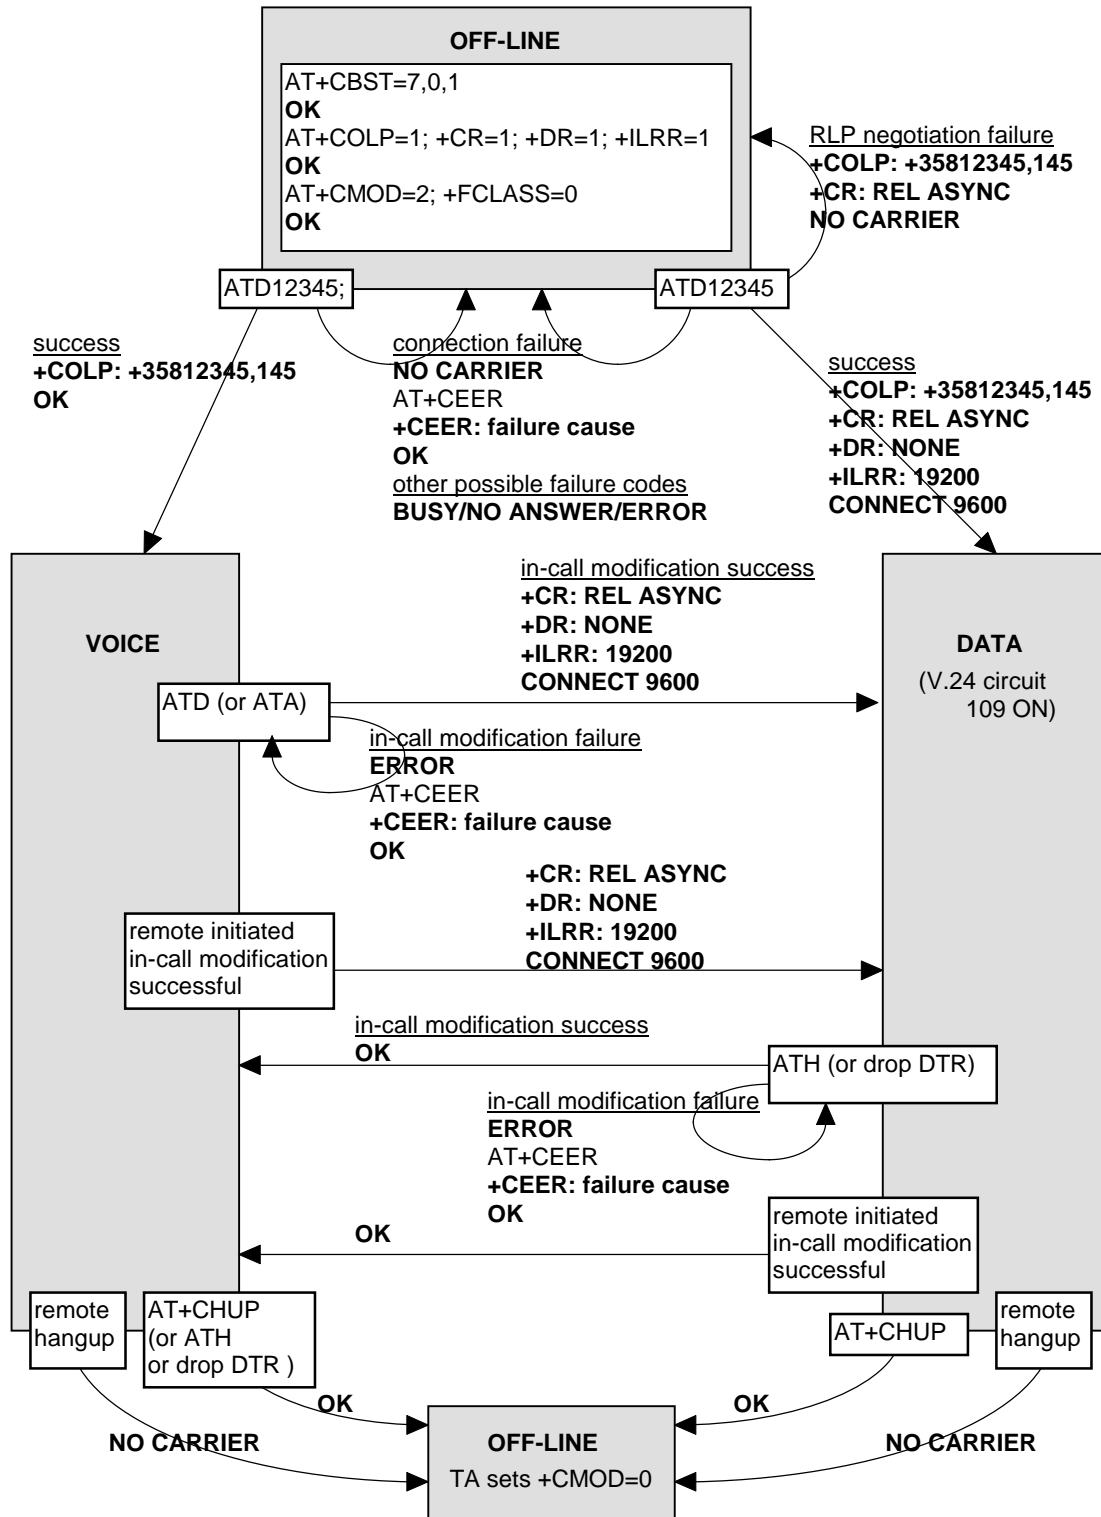 OFF-LINE
AT+CBST=7,0,1
OK
AT+COLP=1; +CR=1; +DR=1; +ILRR=1
OK
AT+CMOD=2; +FCLASS=0
OK
RLP negotiation failure
+COLP: +35812345,145
+CR: REL ASYNC
NO CARRIER
ATD12345;
ATD12345
success
+COLP: +35812345,145
OK
connection failure
NO CARRIER
AT+CEER
+CEER: failure cause
OK
other possible failure codes
BUSY/NO ANSWER/ERROR
success
+COLP: +35812345,145
+CR: REL ASYNC
+DR: NONE
+ILRR: 19200
CONNECT 9600
VOICE
in-call modification success
+CR: REL ASYNC
+DR: NONE
+ILRR: 19200
CONNECT 9600
DATA
(V.24 circuit
109 ON)
ATD (or ATA)
in-call modification failure
ERROR
AT+CEER
+CEER: failure cause
OK
+CR: REL ASYNC
+DR: NONE
+ILRR: 19200
CONNECT 9600
remote initiated
in-call modification
successful
in-call modification success
OK
ATH (or drop DTR)
in-call modification failure
ERROR
AT+CEER
+CEER: failure cause
OK
remote initiated
in-call modification
successful
OK
remote
hangup
AT+CHUP
(or ATH
or drop DTR )
AT+CHUP
remote
hangup
OK
OK
NO CARRIER
NO CARRIER
OFF-LINE
TA sets +CMOD=0